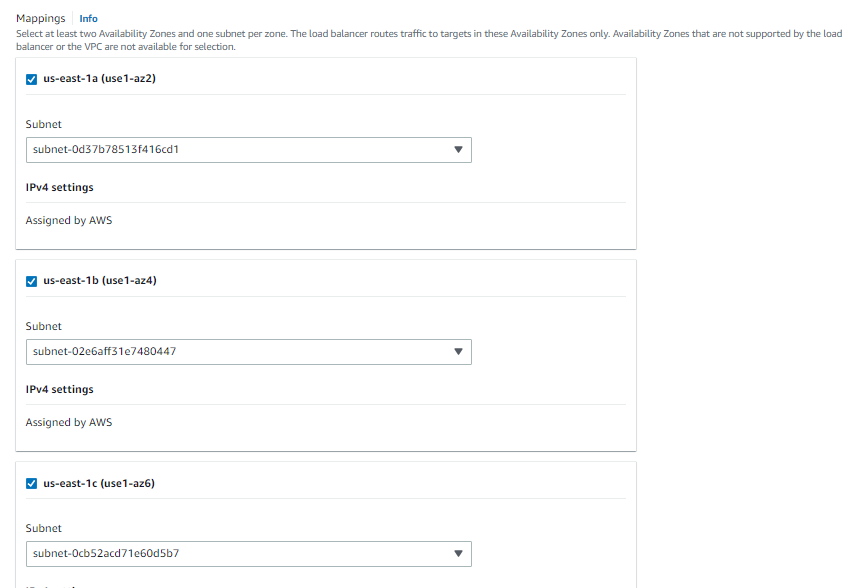 Mappings Info
Select at least two Availability Zones and one subnet per zone. The load balancer routes traffic to targets in these Availability Zones only. Availability Zones that are not supported by the load
balancer or the VPC are not available for selection.
us-east-1a (use1-az2)
Subnet
subnet-0d37b78513f416cd1
IPv4 settings
Assigned by AWS
us-east-1b (use1-az4)
Subnet
subnet-02e6aff31e7480447
IPv4 settings
Assigned by AWS
us-east-1c (use1-az6)
Subnet
subnet-0cb52acd71e60d5b7